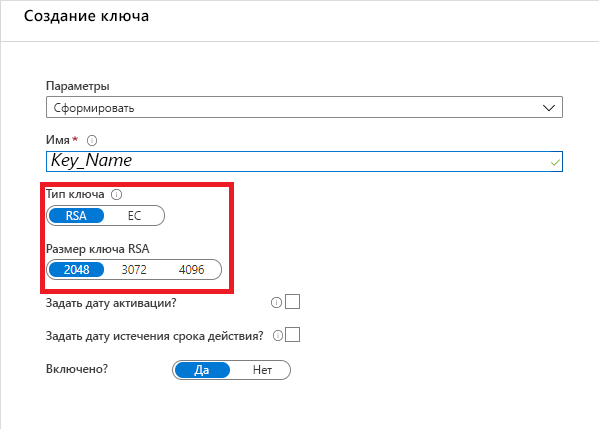 Создание ключа
Параметры
Сформировать
Имя *
Key_Name
Тип ключа
RSA EC
Размер ключа RSA
2048 3072 4096
Задать дату активации?
Задать дату истечения срока действия?
Включено? Да Нет